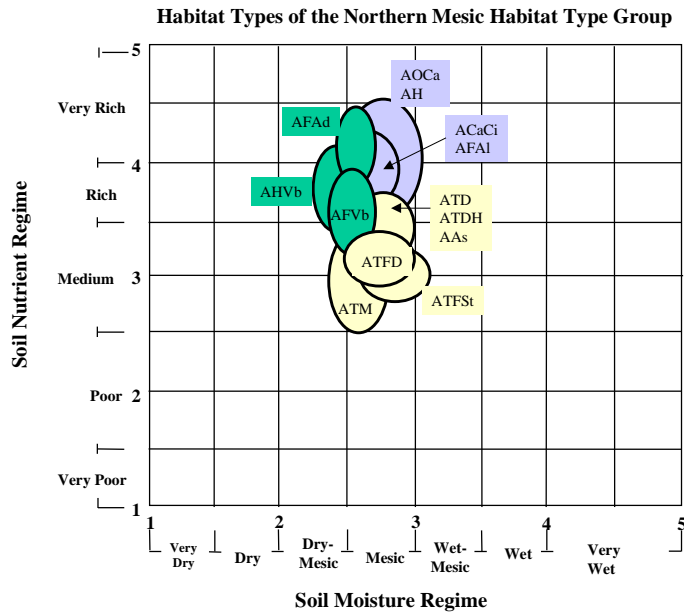 Habitat Types of the Northern Mesic Habitat Type Group
5
AOCa
AH
Very Rich
AFAd
ACaCi
AFAl
4
Rich
AHVb
ATD
ATDH
AAs
AFVb
ATFD
Medium
3
ATFSt
ATM
Soil Nutrient Regime
Poor
2
Very Poor
1
1
2
3
4
5
Very
Dry
Dry
Dry-
Mesic
Mesic
Wet-
Mesic
Wet
Very
Wet
Soil Moisture Regime